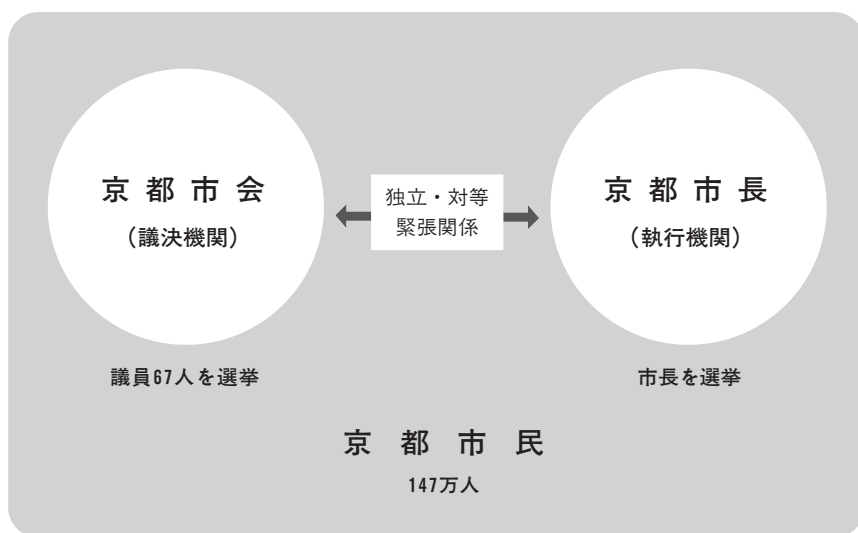 京都市会
（議決機関）
独立・対等
緊張関係
京都市長
（執行機関）
議員67人を選挙
市長を選挙
京都市民
147万人